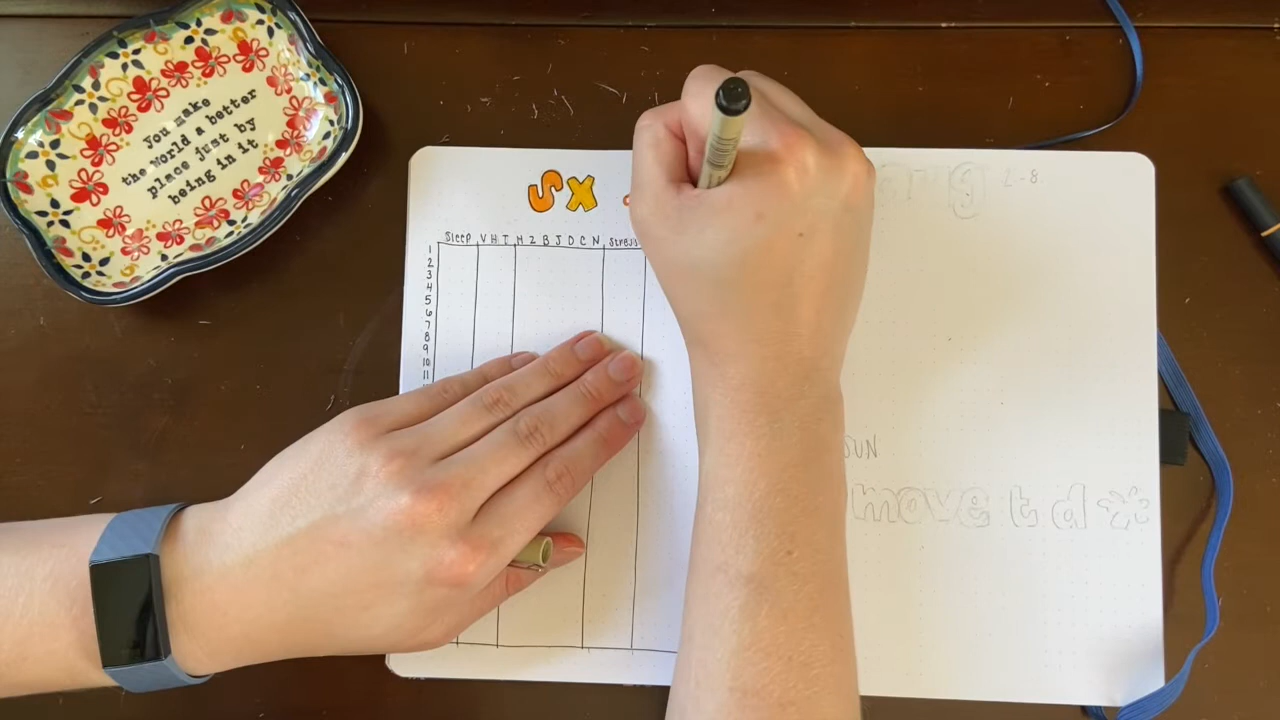 you make
the world a better
place just by
being in it
Sx
Sleep V H T M Z B J D C N Stress
1
2
3
4
5
6
7
8
9
10
11
2-8
SUN
move t d